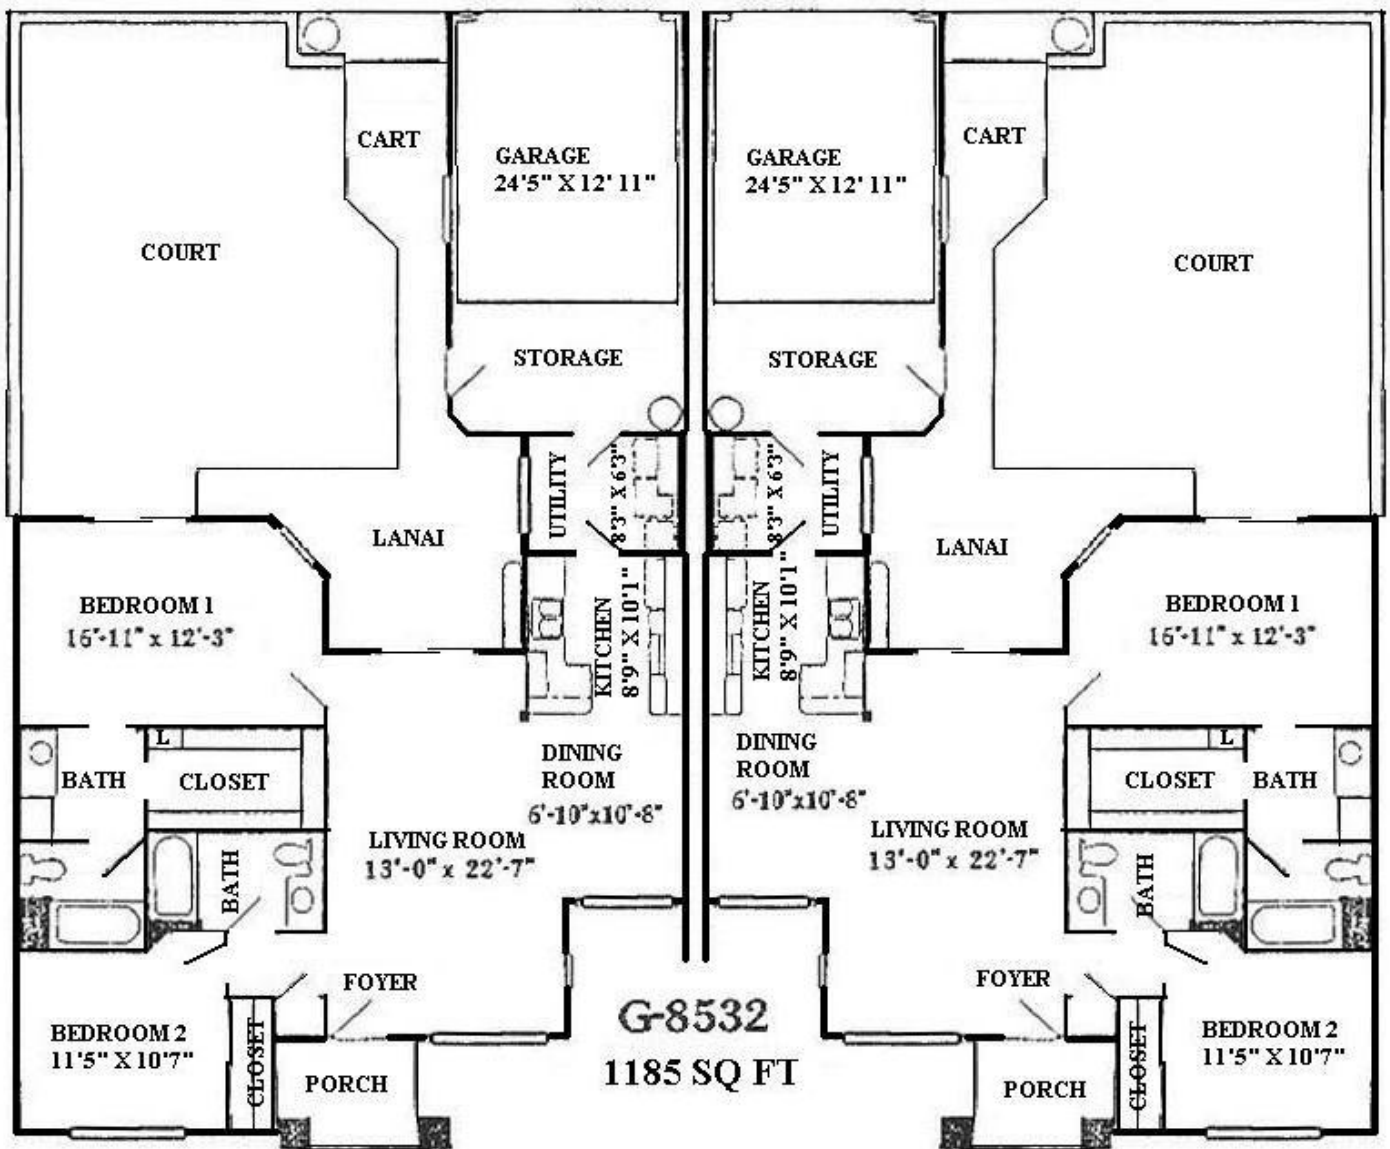 CART
GARAGE
24'5" X 12' 11"
COURT
STORAGE
UTILITY
8'3" X 6'3"
LANAI
BEDROOM 1
16'-11" x 12'-3"
KITCHEN
8'9" X 10'1"
L
BATH
CLOSET
DINING
ROOM
6'-10"x10'-8"
LIVING ROOM
13'-0" x 22'-7"
BATH
FOYER
BEDROOM 2
11'5" X 10'7"
CLOSET
PORCH
G-8532
1185 SQ FT
GARAGE
24'5" X 12' 11"
CART
COURT
STORAGE
8'3" X 6'3"
UTILITY
LANAI
KITCHEN
8'9" X 10'1"
BEDROOM 1
16'-11" x 12'-3"
DINING
ROOM
6'-10"x10'-8"
L
CLOSET
BATH
LIVING ROOM
13'-0" x 22'-7"
BATH
FOYER
CLOSET
BEDROOM 2
11'5" X 10'7"
PORCH